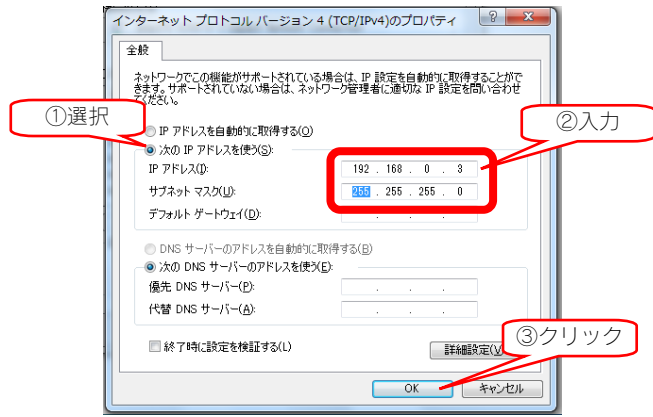 インターネット プロトコル バージョン 4 (TCP/IPv4)のプロパティ
全般
ネットワークでこの機能がサポートされている場合は、IP 設定を自動的に取得することがで
きます。サポートされていない場合は、ネットワーク管理者に適切な IP 設定を問い合わせ
てください。
①選択
②入力
IP アドレスを自動的に取得する(O)
次の IP アドレスを使う(S):
IP アドレス(I):
192 . 168 . 0 . 3
サブネット マスク(U):
255 . 255 . 255 . 0
デフォルト ゲートウェイ(D):
. . .
DNS サーバーのアドレスを自動的に取得する(B)
次の DNS サーバーのアドレスを使う(E):
優先 DNS サーバー(P):
. . .
代替 DNS サーバー(A):
. . .
③クリック
終了時に設定を検証する(L)
詳細設定(V
OK
キャンセル